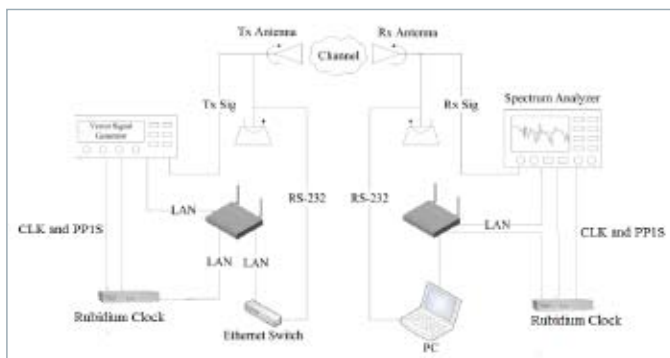 Tx Antenna
Channel
Rx Antenna
Tx Sig
Rx Sig
Spectrum Analyzer
Vector Signal
Generator
LAN
RS-232
RS-232
LAN
CLK and PP1S
LAN
LAN
CLK and PP1S
Rubidium Clock
Ethernet Switch
PC
Rubidium Clock